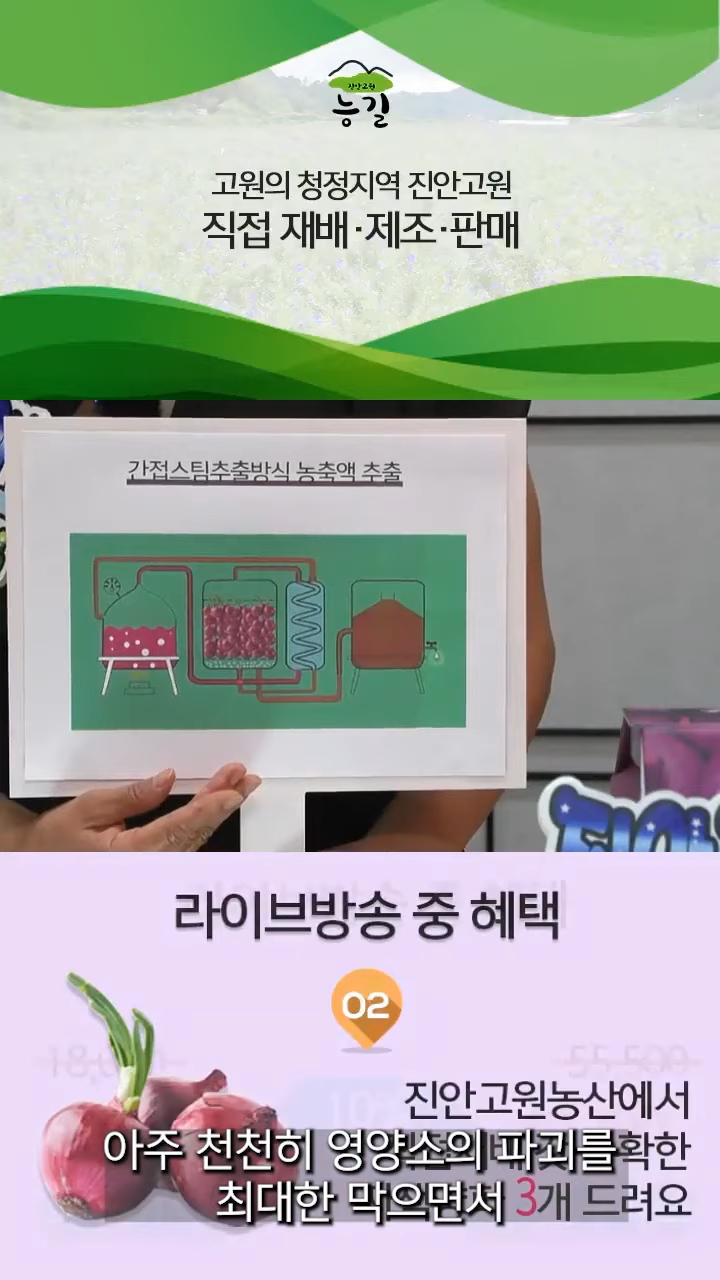 진안고원
능길
고원의 청정지역 진안고원
직접 재배·제조·판매
간접스팀추출방식 농축액 추출
라이브방송 중 혜택
02
18,0
55,500
진안고원농산에서
확한
3개 드려요
아주 천천히 영양소의 파괴를
최대한 막으면서